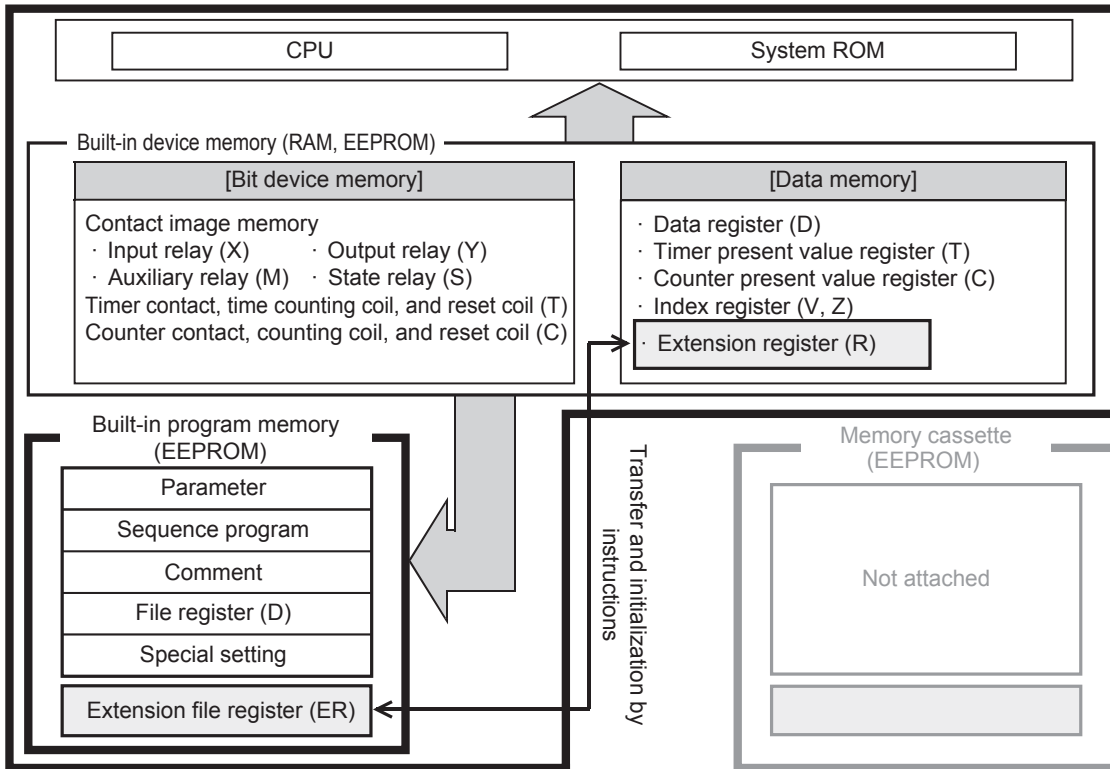 CPU
System ROM
Built-in device memory (RAM, EEPROM)
[Bit device memory]
Contact image memory
· Input relay (X) · Output relay (Y)
· Auxiliary relay (M) · State relay (S)
Timer contact, time counting coil, and reset coil (T)
Counter contact, counting coil, and reset coil (C)
[Data memory]
· Data register (D)
· Timer present value register (T)
· Counter present value register (C)
· Index register (V, Z)
· Extension register (R)
Built-in program memory
(EEPROM)
Parameter
Sequence program
Comment
File register (D)
Special setting
Extension file register (ER)
Transfer and initialization by
instructions
Memory cassette
(EEPROM)
Not attached